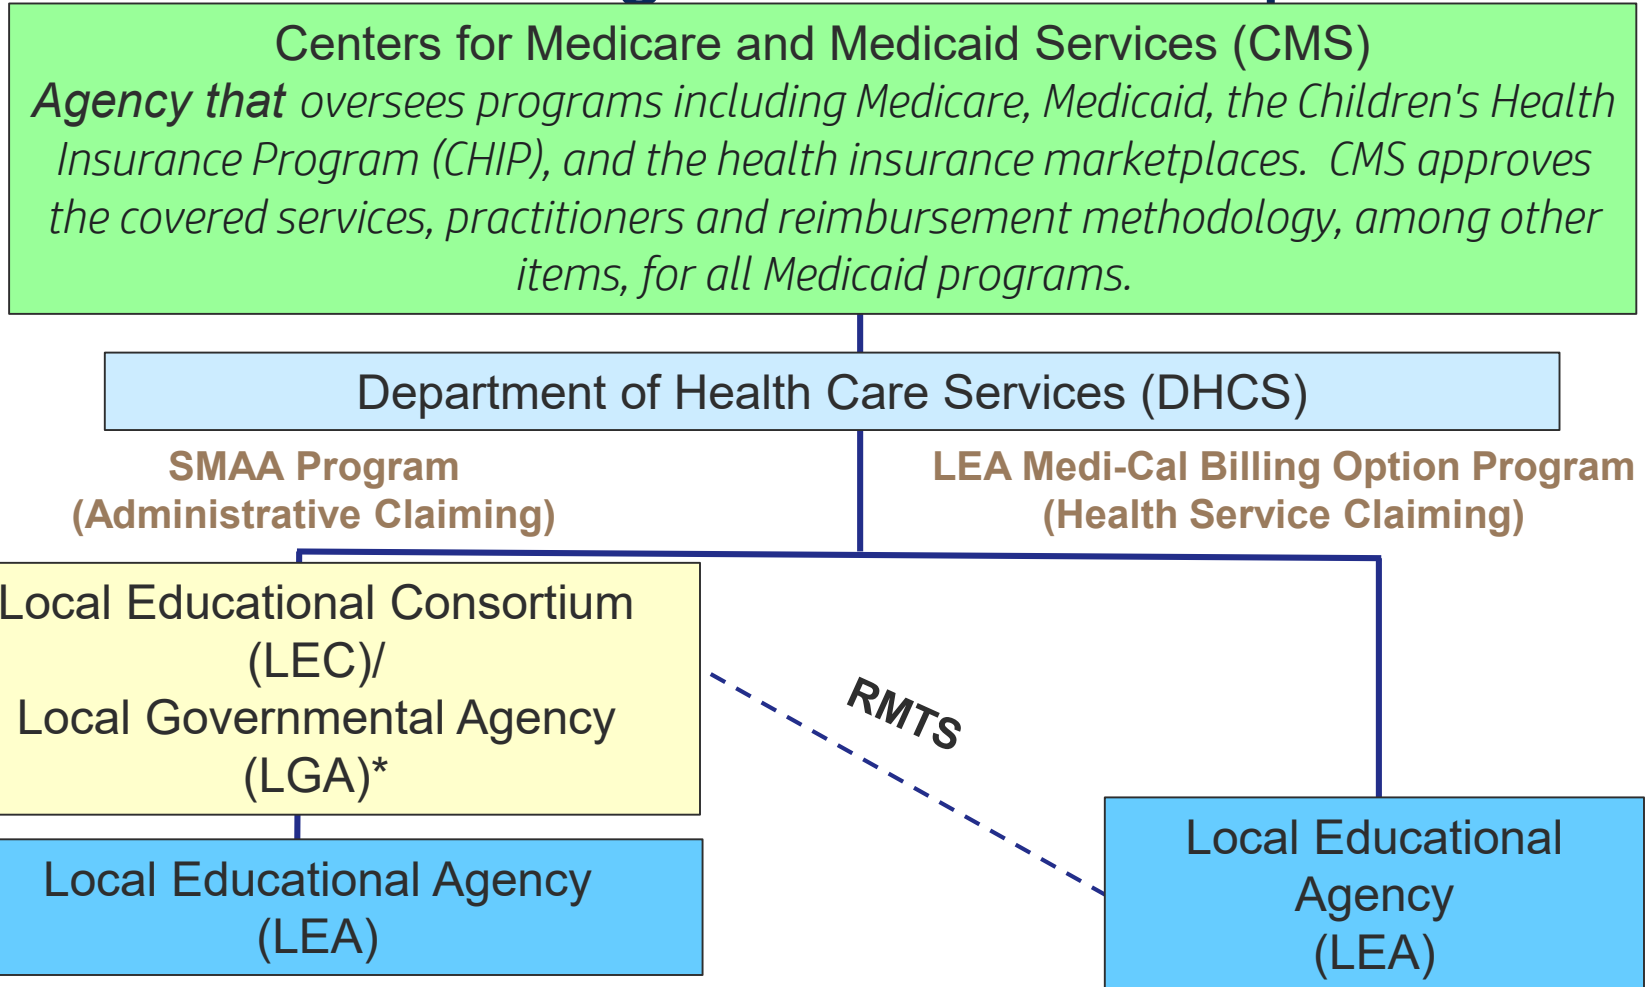 Centers for Medicare and Medicaid Services (CMS)
Agency that oversees programs including Medicare, Medicaid, the Children's Health
Insurance Program (CHIP), and the health insurance marketplaces.  CMS approves
the covered services, practitioners and reimbursement methodology, among other
items, for all Medicaid programs.
Department of Health Care Services (DHCS)
SMAA Program
(Administrative Claiming)
LEA Medi-Cal Billing Option Program
(Health Service Claiming)
Local Educational Consortium
(LEC)/
Local Governmental Agency
(LGA)*
RMTS
Local Educational Agency
(LEA)
Local Educational
Agency
(LEA)